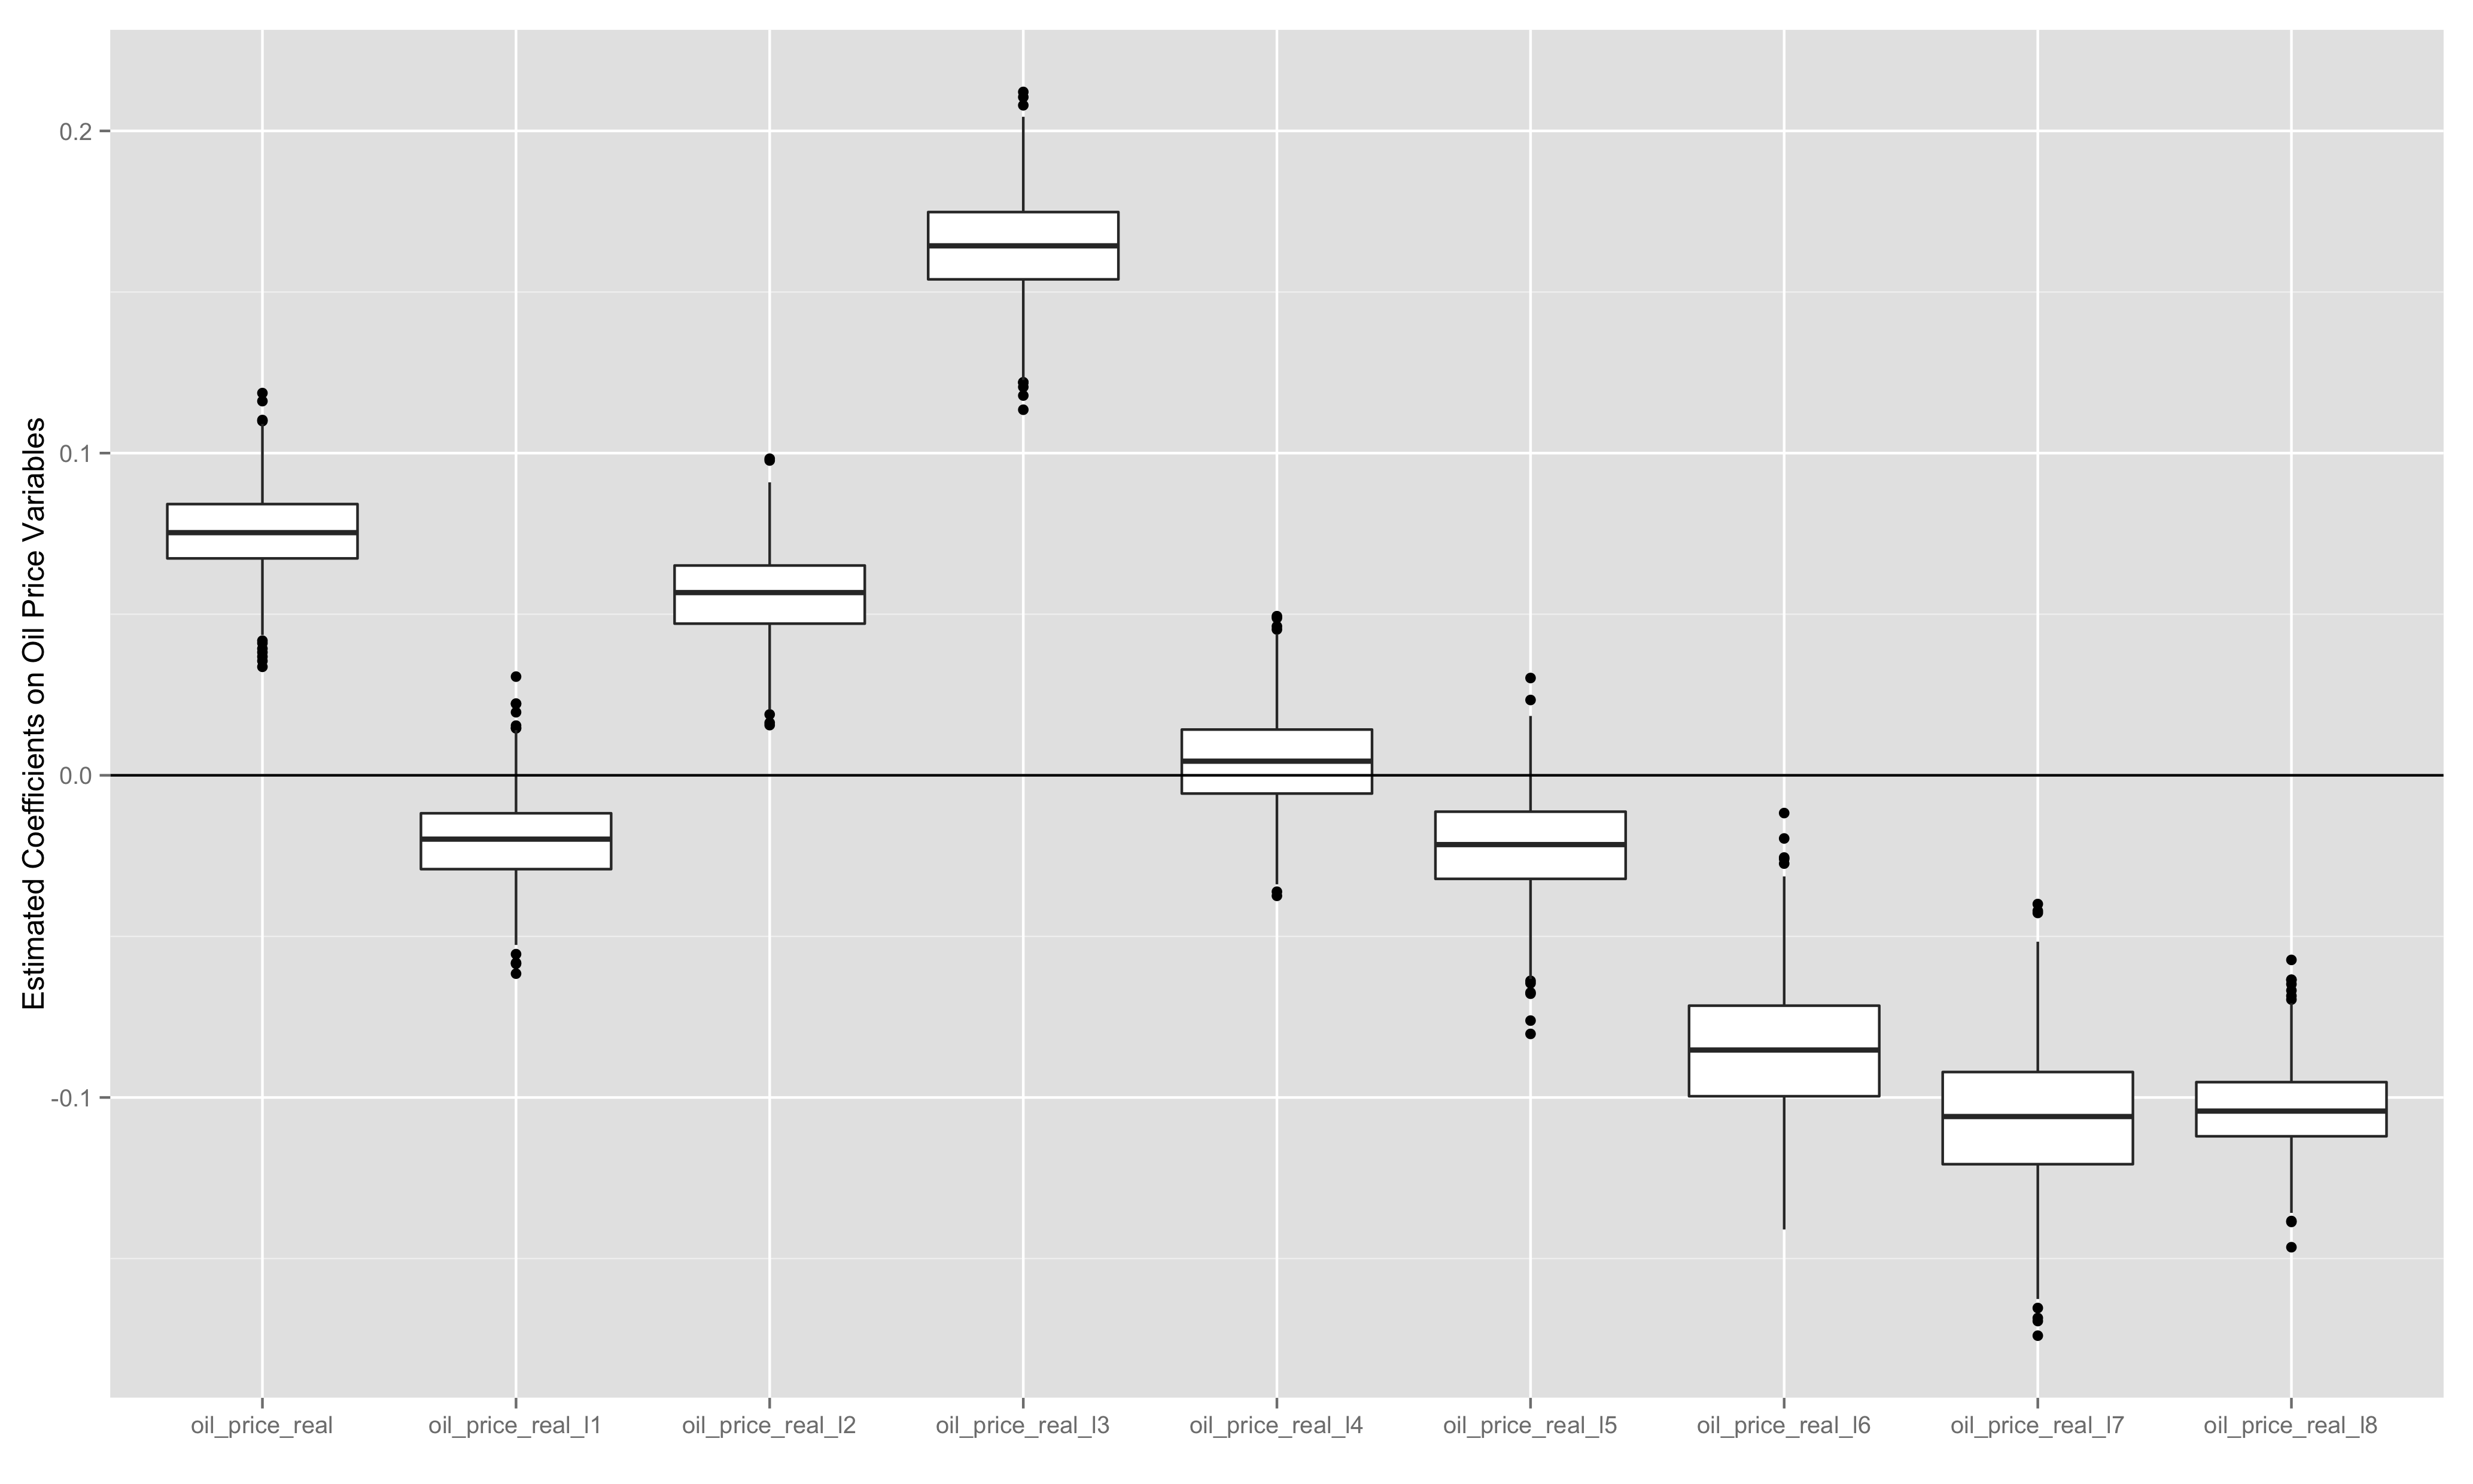 Estimated Coefficients on Oil Price Variables
0.2
0.1
0.0
-0.1
oil_price_real oil_price_real_l1 oil_price_real_l2 oil_price_real_l3 oil_price_real_l4 oil_price_real_l5 oil_price_real_l6 oil_price_real_l7 oil_price_real_l8